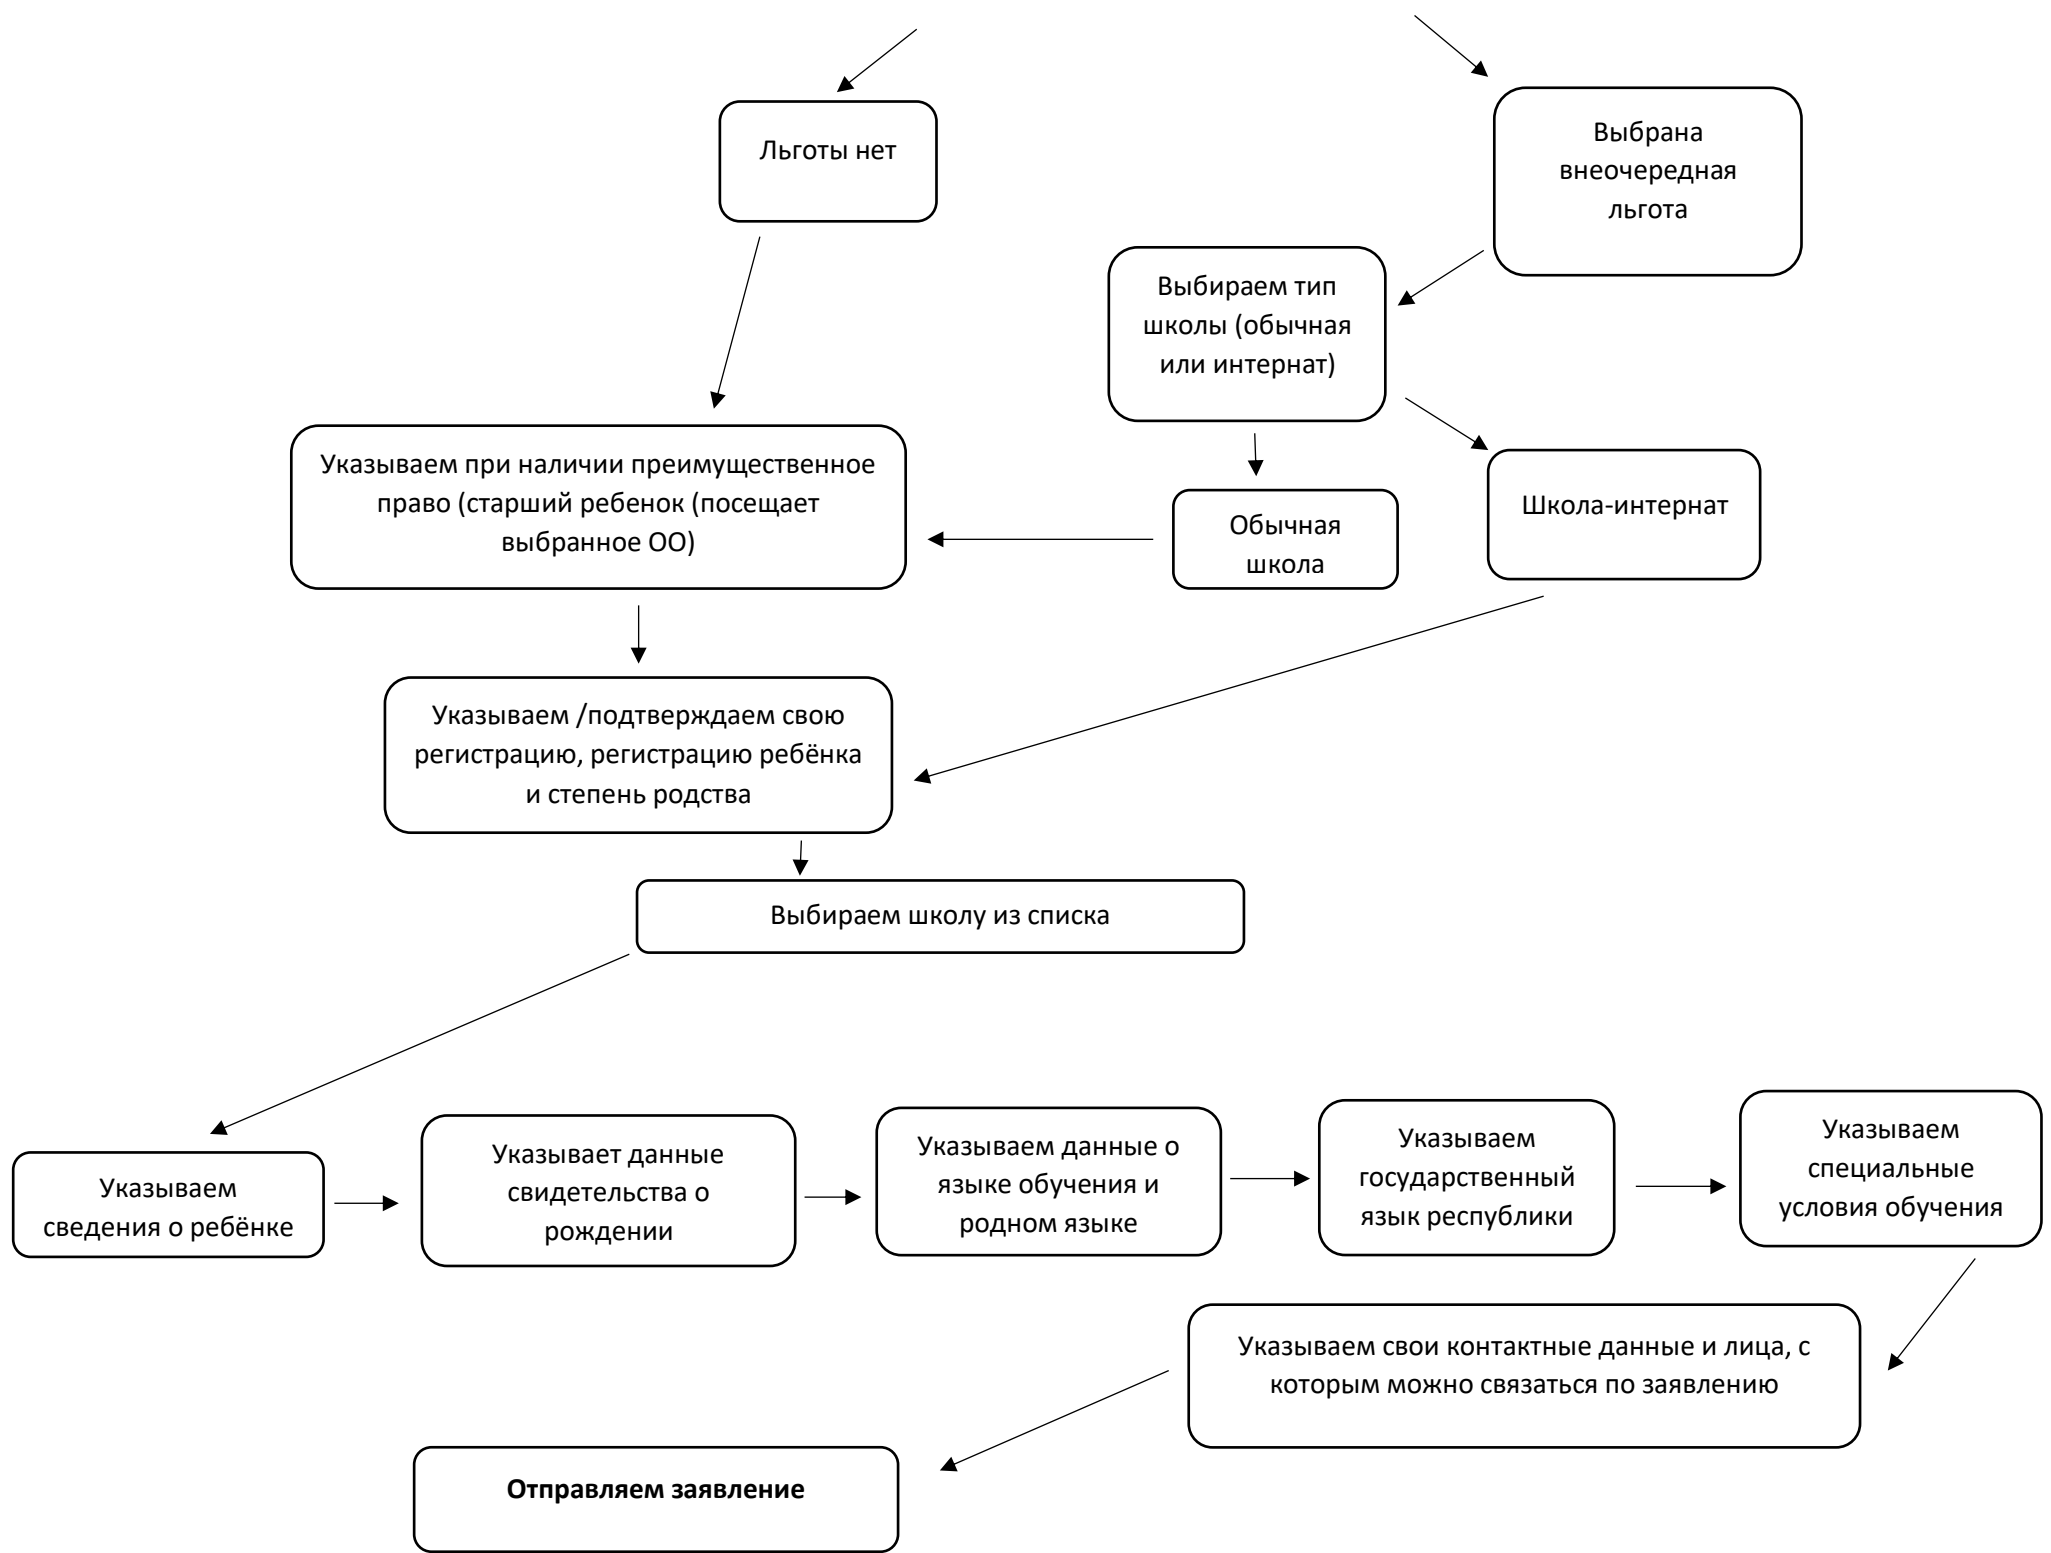 Льготы нет
Выбрана
внеочередная
льгота
Выбираем тип
школы (обычная
или интернат)
Указываем при наличии преимущественное
право (старший ребенок (посещает
выбранное ОО)
Обычная
школа
Школа-интернат
Указываем /подтверждаем свою
регистрацию, регистрацию ребёнка
и степень родства
Выбираем школу из списка
Указываем
сведения о ребёнке
Указывает данные
свидетельства о
рождении
Указываем данные о
языке обучения и
родном языке
Указываем
государственный
язык республики
Указываем
специальные
условия обучения
Указываем свои контактные данные и лица, с
которым можно связаться по заявлению
Отправляем заявление